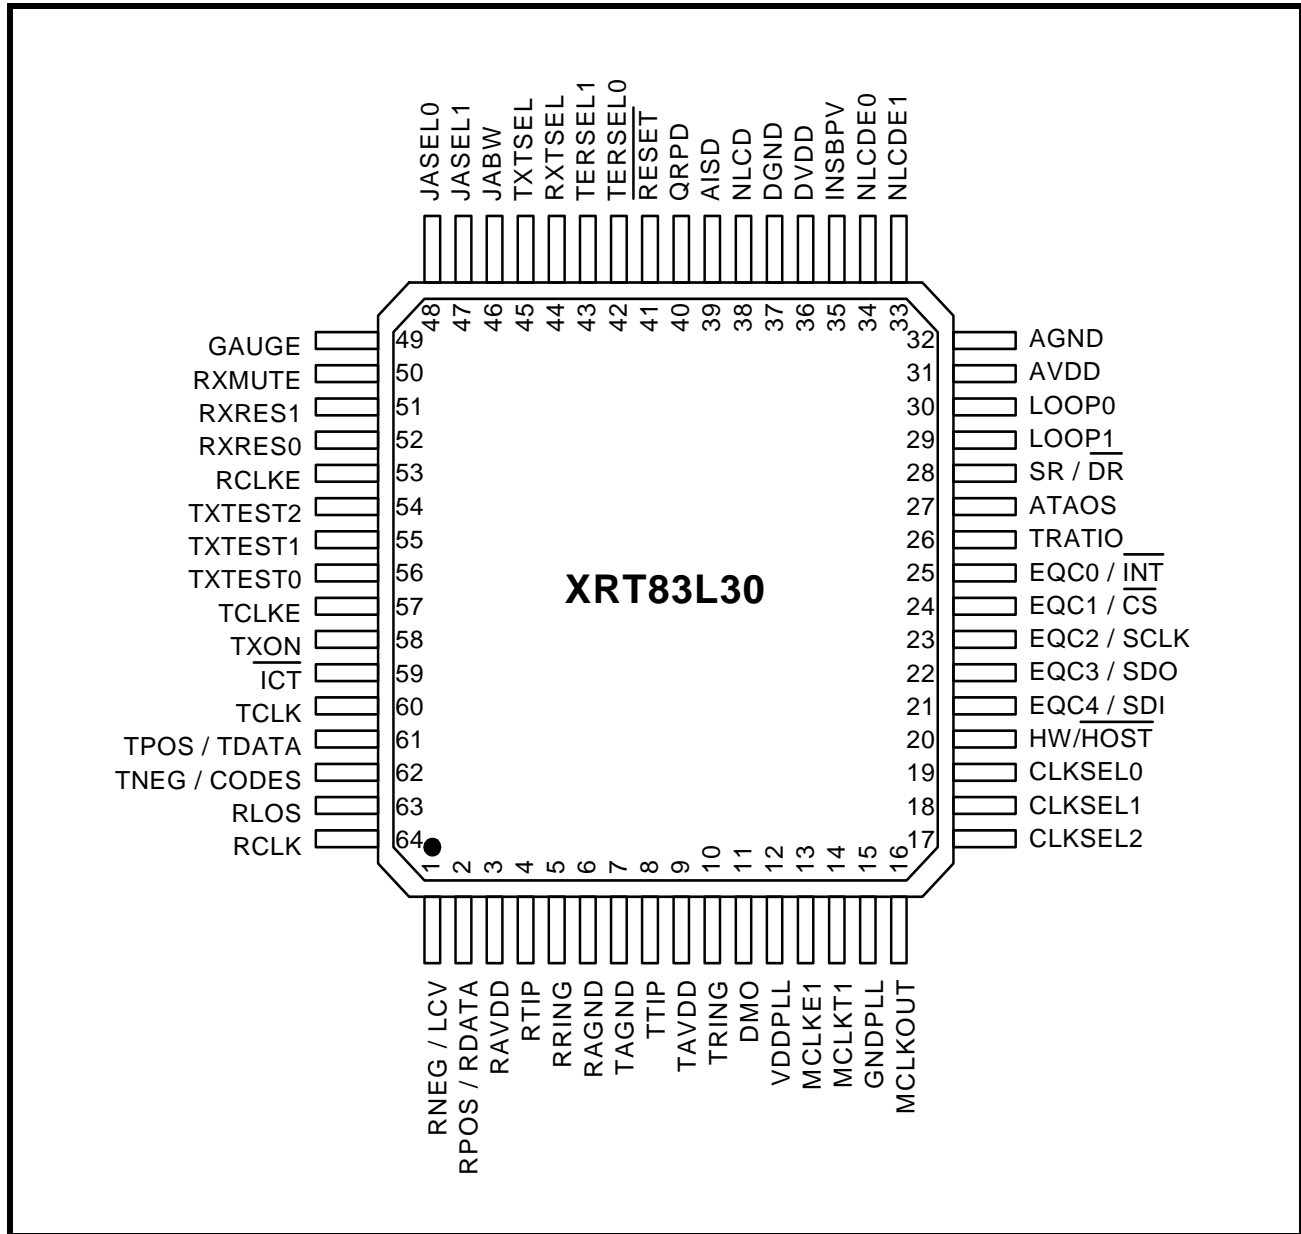 JASEL0
JASEL1
JABW
TXTSEL
RXTSEL
TERSEL1
TERSEL0
RESET
QRPD
AISD
NLCD
DGND
DVDD
INSBPV
NLCDE0
NLCDE1
48
47
46
45
44
43
42
41
40
39
38
37
36
35
34
33
GAUGE 49
RXMUTE 50
RXRES1 51
RXRES0 52
RCLKE 53
TXTEST2 54
TXTEST1 55
TXTEST0 56
TCLKE 57
TXON 58
ICT 59
TCLK 60
TPOS / TDATA 61
TNEG / CODES 62
RLOS 63
RCLK 64
XRT83L30
32 AGND
31 AVDD
30 LOOP0
29 LOOP1
28 SR / DR
27 ATAOS
26 TRATIO
25 EQC0 / INT
24 EQC1 / CS
23 EQC2 / SCLK
22 EQC3 / SDO
21 EQC4 / SDI
20 HW/HOST
19 CLKSEL0
18 CLKSEL1
17 CLKSEL2
1
2
3
4
5
6
7
8
9
10
11
12
13
14
15
16
RNEG / LCV
RPOS / RDATA
RAVDD
RTIP
RRING
RAGND
TAGND
TTIP
TAVDD
TRING
DMO
VDDPLL
MCLKE1
MCLKT1
GNDPLL
MCLKOUT